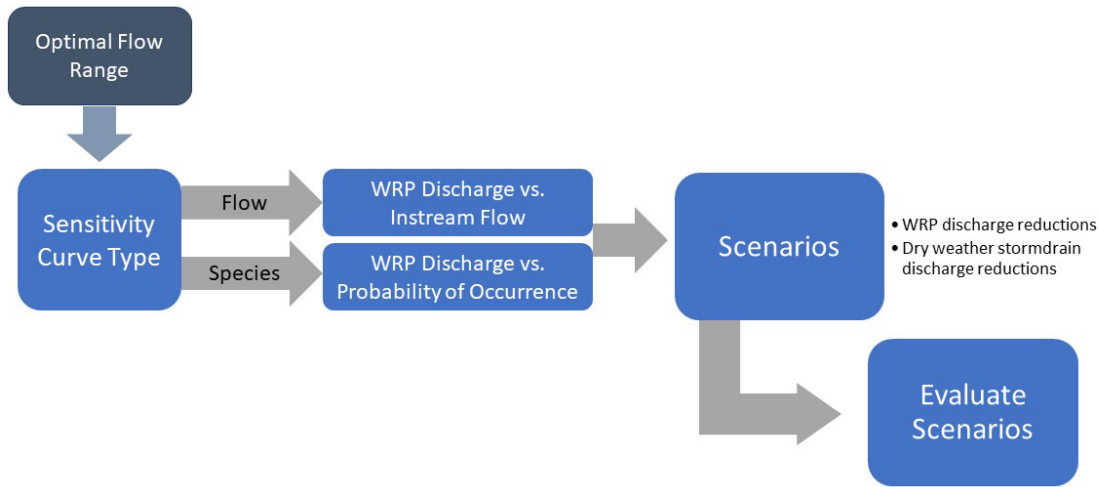 Optimal Flow
Range
Sensitivity
Curve Type
Flow
Species
WRP Discharge vs.
Instream Flow
WRP Discharge vs.
Probability of Occurrence
Scenarios
• WRP discharge reductions
• Dry weather stormdrain
discharge reductions
Evaluate
Scenarios